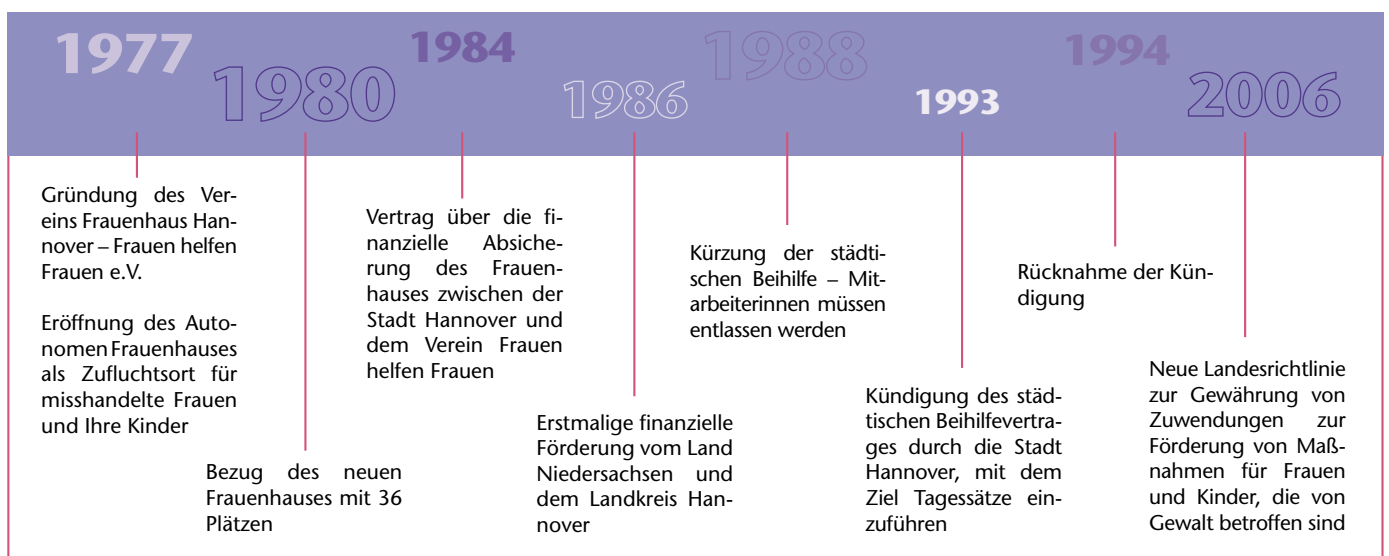 1977
Gründung des Ver-
eins Frauenhaus Han-
nover – Frauen helfen
Frauen e.V.
Eröffnung des Auto-
nomen Frauenhauses
als Zufluchtsort für
misshandelte Frauen
und Ihre Kinder
1980
Bezug des neuen
Frauenhauses mit 36
Plätzen
1984
Vertrag über die fi-
nanzielle Absiche-
rung des Frauen-
hauses zwischen der
Stadt Hannover und
dem Verein Frauen
helfen Frauen
1986
Erstmalige finanzielle
Förderung vom Land
Niedersachsen und
dem Landkreis Han-
nover
1988
Kürzung der städti-
schen Beihilfe – Mit-
arbeiterinnen müssen
entlassen werden
1993
Kündigung des städ-
tischen Beihilfevertra-
ges durch die Stadt
Hannover, mit dem
Ziel Tagessätze ein-
zuführen
1994
Rücknahme der Kün-
digung
2006
Neue Landesrichtlinie
zur Gewährung von
Zuwendungen zur
Förderung von Maß-
nahmen für Frauen
und Kinder, die von
Gewalt betroffen sind